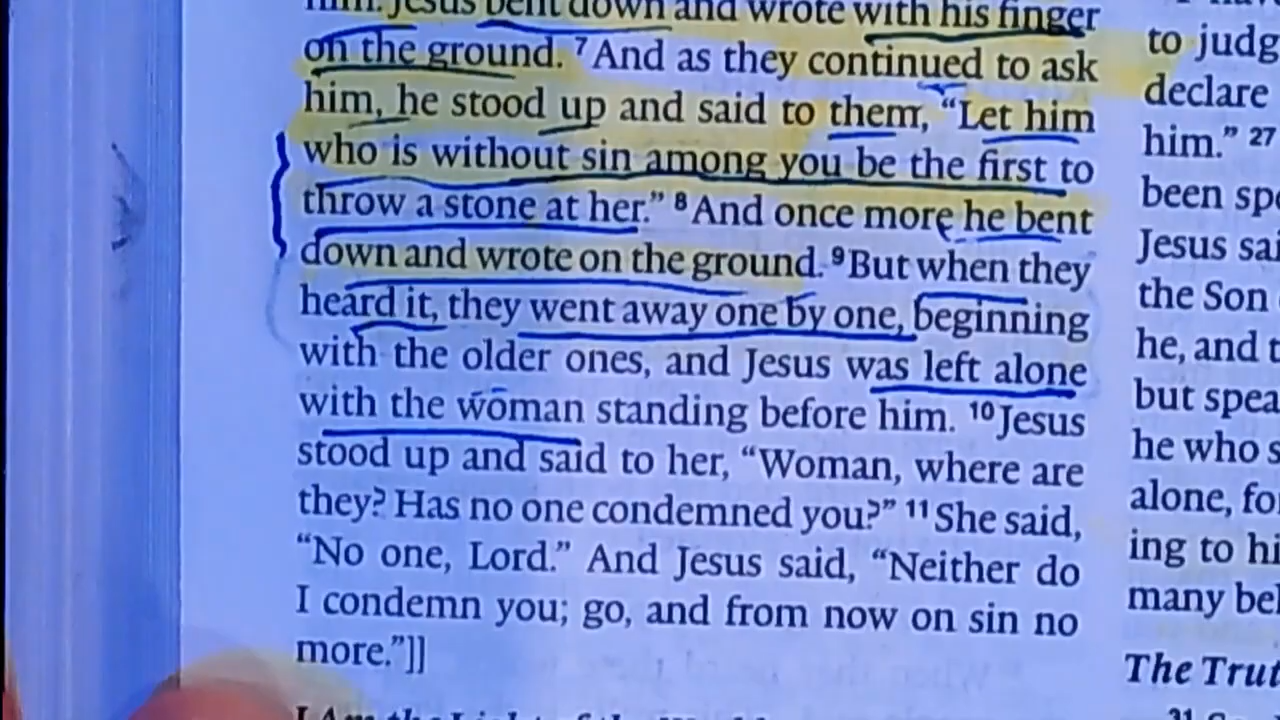 him. Jesus bent down and wrote with his finger
on the ground. 7 And as they continued to ask
him, he stood up and said to them, “Let him
who is without sin among you be the first to
throw a stone at her.” 8 And once more he bent
down and wrote on the ground. 9 But when they
heard it, they went away one by one, beginning
with the older ones, and Jesus was left alone
with the woman standing before him. 10 Jesus
stood up and said to her, “Woman, where are
they? Has no one condemned you?” 11 She said,
“No one, Lord.” And Jesus said, “Neither do
I condemn you; go, and from now on sin no
more.”]]
to judg
declare
him.” 27
been spe
Jesus sai
the Son
he, and t
but spea
he who s
alone, fo
ing to hi
many bel
The Trut
31